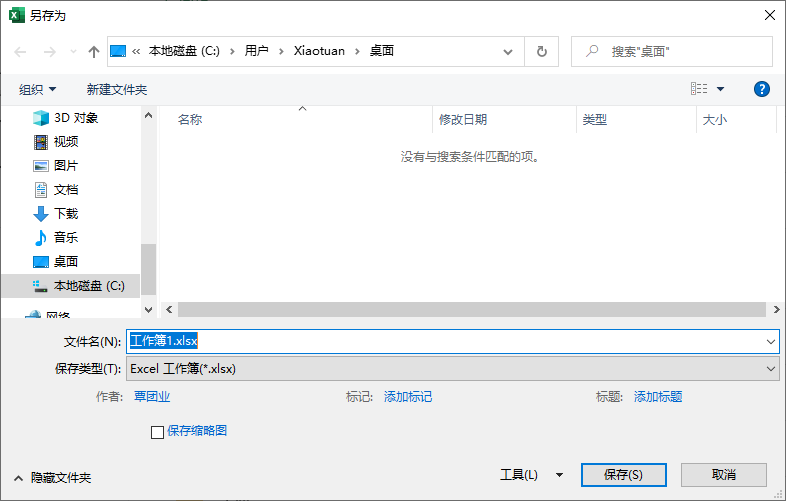 另存为
« 本地磁盘 (C:) › 用户 › Xiaotuan › 桌面
搜索"桌面"
组织 新建文件夹
3D 对象
视频
图片
文档
下载
音乐
桌面
本地磁盘 (C:)
网络
名称 修改日期 类型 大小
没有与搜索条件匹配的项。
文件名(N): 工作簿1.xlsx
保存类型(T): Excel 工作簿(*.xlsx)
作者: 覃团业 标记: 添加标记 标题: 添加标题
保存缩略图
隐藏文件夹 工具(L) 保存(S) 取消